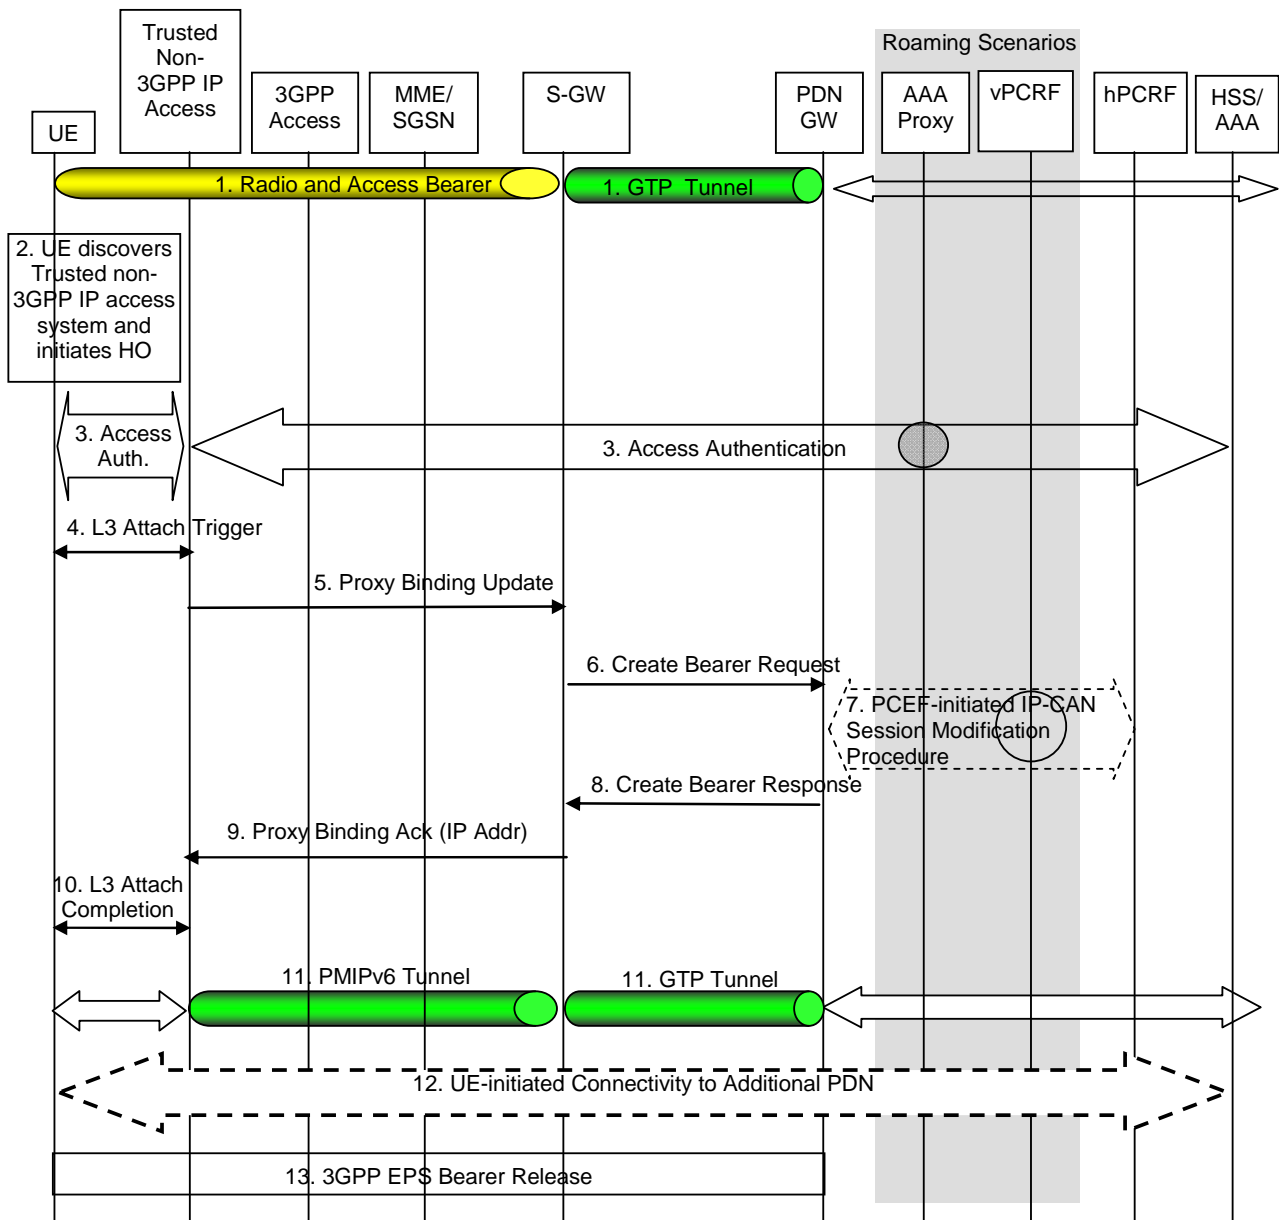 Roaming Scenarios
Trusted
Non-
3GPP IP
Access
UE
3GPP
Access
MME/
SGSN
S-GW
PDN
GW
AAA
Proxy
vPCRF
hPCRF
HSS/
AAA
1. Radio and Access Bearer
1. GTP Tunnel
2. UE discovers
Trusted non-
3GPP IP access
system and
initiates HO
3. Access
Auth.
3. Access Authentication
4. L3 Attach Trigger
5. Proxy Binding Update
6. Create Bearer Request
7. PCEF-initiated IP-CAN
Session Modification
Procedure
8. Create Bearer Response
9. Proxy Binding Ack (IP Addr)
10. L3 Attach
Completion
11. PMIPv6 Tunnel
11. GTP Tunnel
12. UE-initiated Connectivity to Additional PDN
13. 3GPP EPS Bearer Release